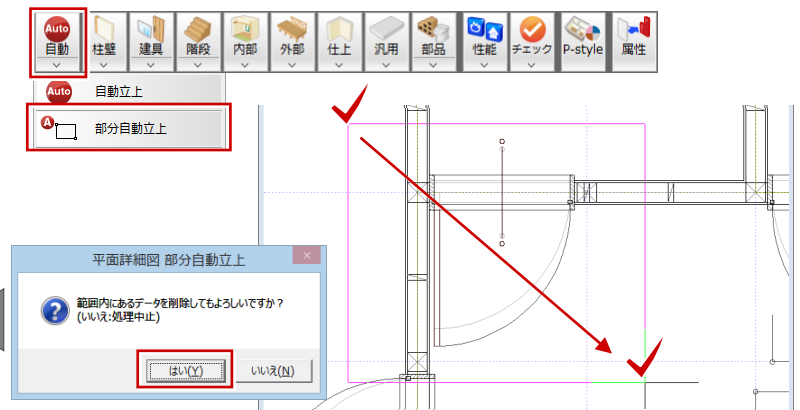 Auto
自動
柱壁
建具
階段
内部
外部
仕上
汎用
部品
性能
チェック
P-style
属性
Auto 自動立上
A 部分自動立上
平面詳細図 部分自動立上
範囲内にあるデータを削除してもよろしいですか？
(いいえ:処理中止)
はい(Y)
いいえ(N)